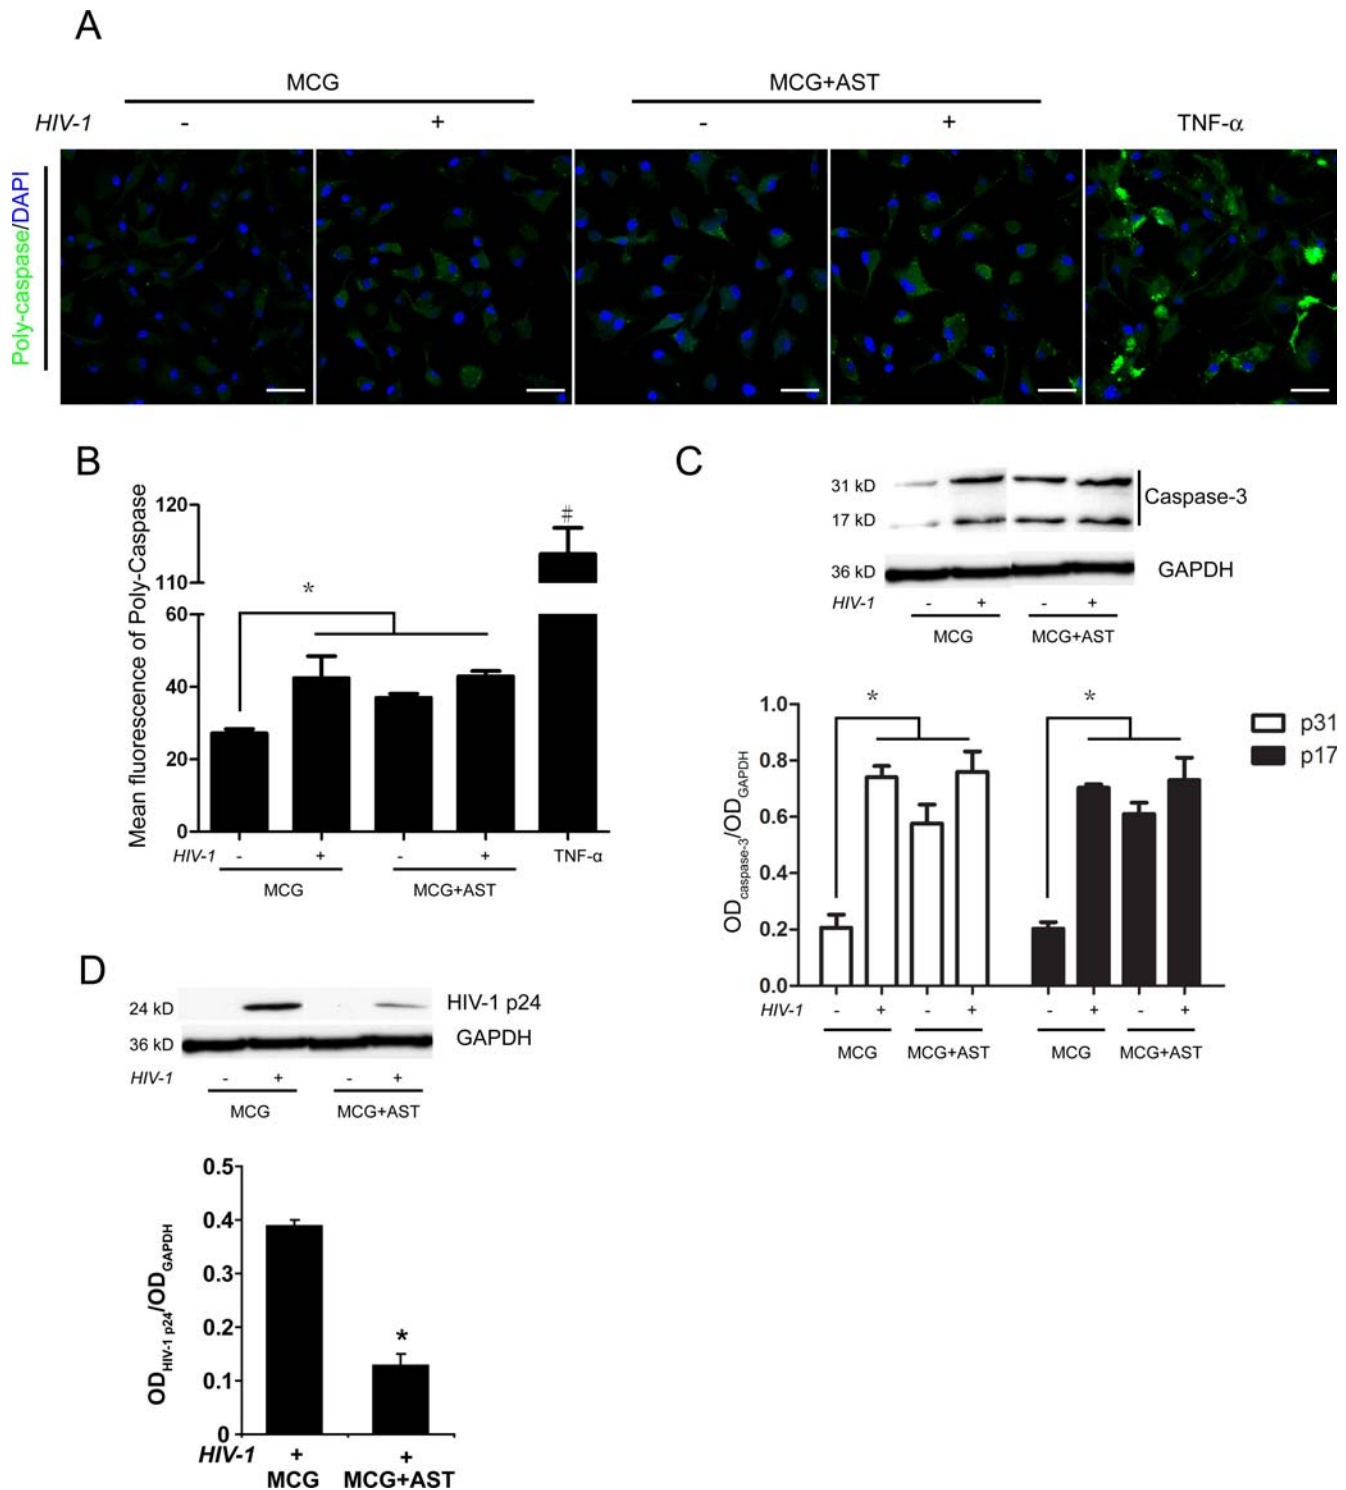 A
MCG MCG+AST
HIV-1 - + - + TNF-α
Poly-caspase/DAPI
B
Mean fluorescence of Poly-Caspase
120
#
110
*
60
40
20
0
HIV-1 - + - + TNF-α
MCG MCG+AST
C
31 kD
17 kD
Caspase-3
36 kD GAPDH
HIV-1 - + - +
MCG MCG+AST
ODcaspase-3/ODGAPDH
1.0
* *
0.8
0.6
0.4
0.2
0.0
p31
p17
HIV-1 - + - + - + - +
MCG MCG+AST MCG MCG+AST
D
24 kD HIV-1 p24
36 kD GAPDH
HIV-1 - + - +
MCG MCG+AST
ODHIV-1 p24/ODGAPDH
0.5
0.4
0.3
0.2
*
0.1
0
HIV-1 + +
MCG MCG+AST